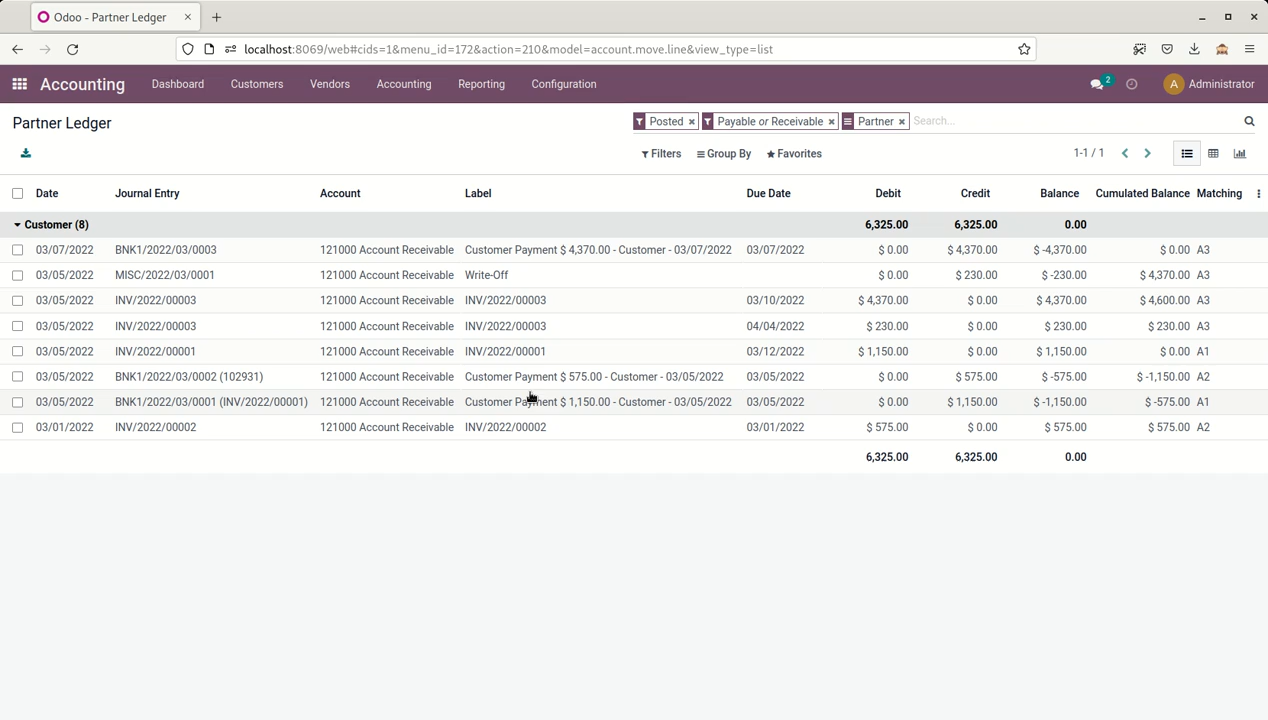 Odoo - Partner Ledger
localhost:8069/web#cids=1&menu_id=172&action=210&model=account.move.line&view_type=list
Accounting Dashboard Customers Vendors Accounting Reporting Configuration 2 A Administrator
Partner Ledger Posted Payable or Receivable Partner Search...
Filters Group By Favorites 1-1 / 1
Date Journal Entry Account Label Due Date Debit Credit Balance Cumulated Balance Matching
Customer (8) 6,325.00 6,325.00 0.00
03/07/2022 BNK1/2022/03/0003 121000 Account Receivable Customer Payment $ 4,370.00 - Customer - 03/07/2022 03/07/2022 $ 0.00 $ 4,370.00 $ -4,370.00 $ 0.00 A3
03/05/2022 MISC/2022/03/0001 121000 Account Receivable Write-Off $ 0.00 $ 230.00 $ -230.00 $ 4,370.00 A3
03/05/2022 INV/2022/00003 121000 Account Receivable INV/2022/00003 03/10/2022 $ 4,370.00 $ 0.00 $ 4,370.00 $ 4,600.00 A3
03/05/2022 INV/2022/00003 121000 Account Receivable INV/2022/00003 04/04/2022 $ 230.00 $ 0.00 $ 230.00 $ 230.00 A3
03/05/2022 INV/2022/00001 121000 Account Receivable INV/2022/00001 03/12/2022 $ 1,150.00 $ 0.00 $ 1,150.00 $ 0.00 A1
03/05/2022 BNK1/2022/03/0002 (102931) 121000 Account Receivable Customer Payment $ 575.00 - Customer - 03/05/2022 03/05/2022 $ 0.00 $ 575.00 $ -575.00 $ -1,150.00 A2
03/05/2022 BNK1/2022/03/0001 (INV/2022/00001) 121000 Account Receivable Customer Payment $ 1,150.00 - Customer - 03/05/2022 03/05/2022 $ 0.00 $ 1,150.00 $ -1,150.00 $ -575.00 A1
03/01/2022 INV/2022/00002 121000 Account Receivable INV/2022/00002 03/01/2022 $ 575.00 $ 0.00 $ 575.00 $ 575.00 A2
6,325.00 6,325.00 0.00